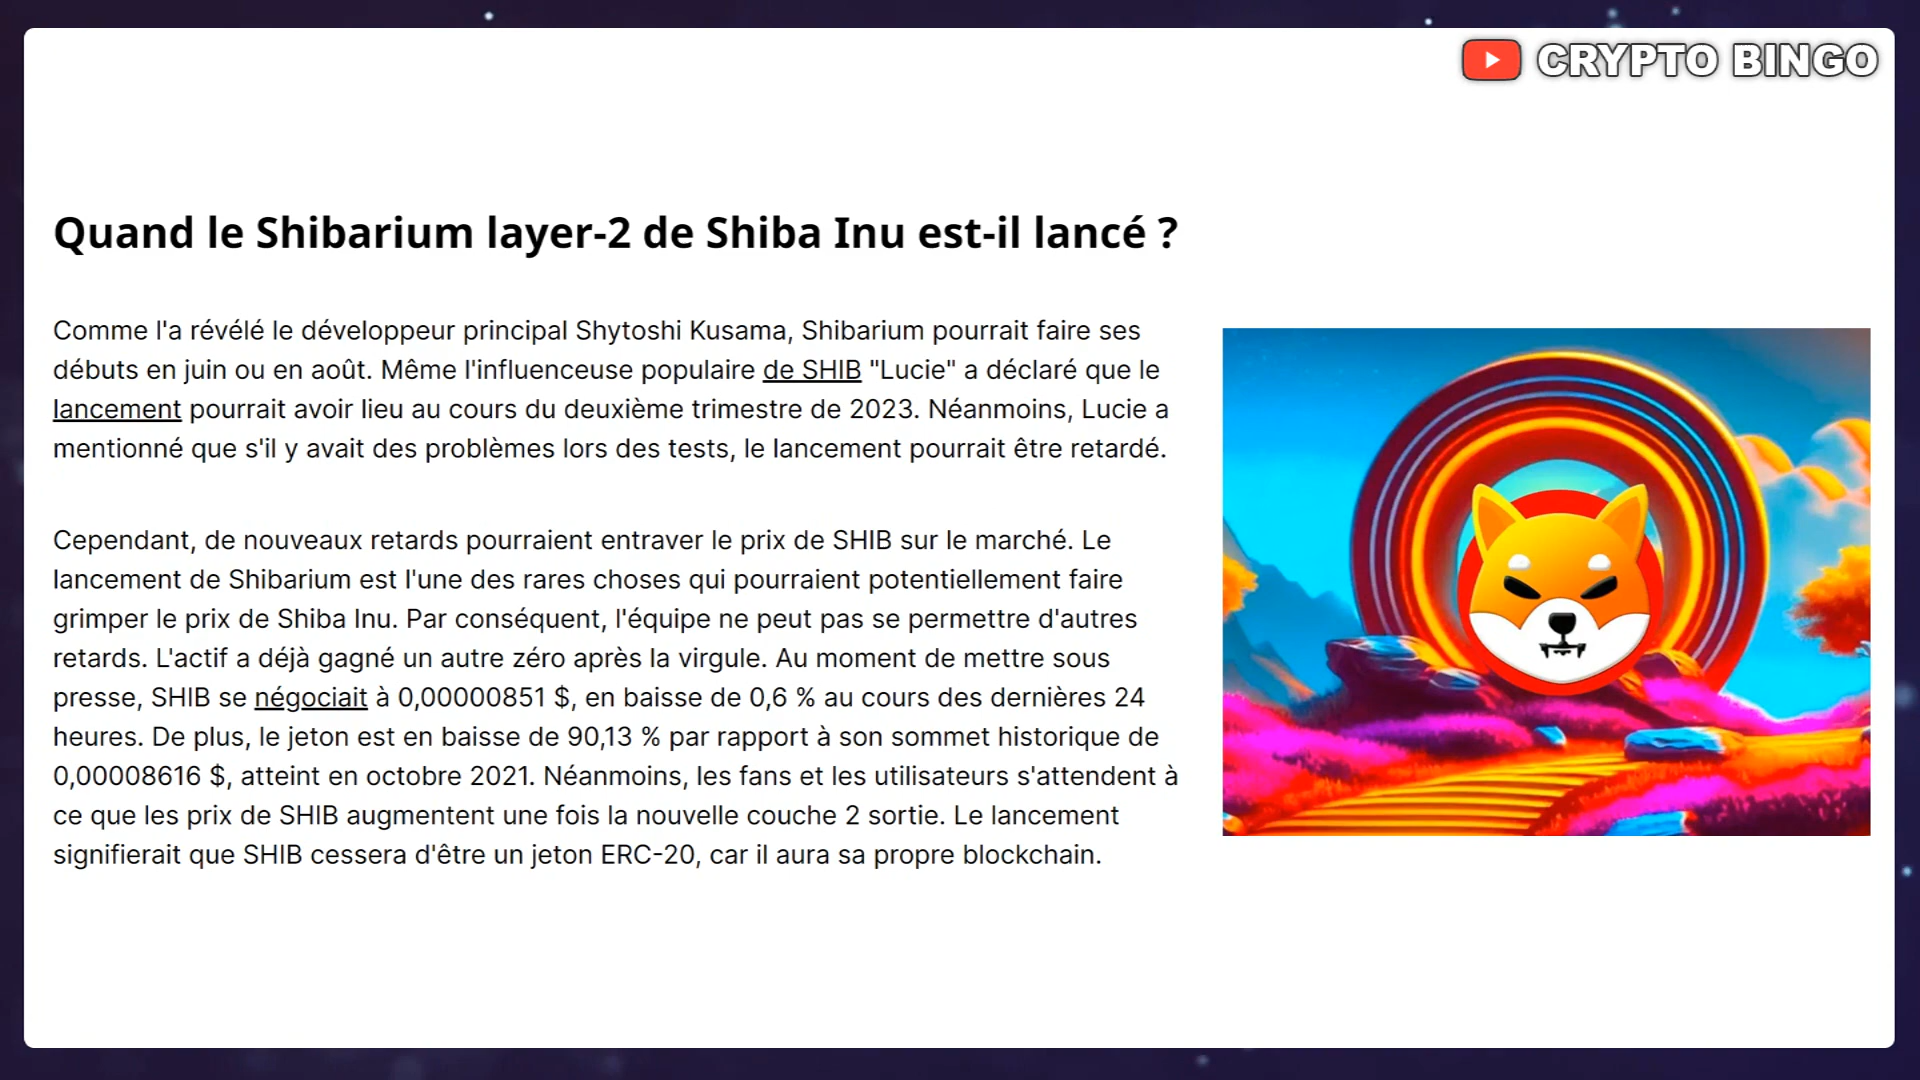 CRYPTO BINGO
Quand le Shibarium layer-2 de Shiba Inu est-il lancé ?
Comme l'a révélé le développeur principal Shytoshi Kusama, Shibarium pourrait faire ses
débuts en juin ou en août. Même l'influenceuse populaire de SHIB "Lucie" a déclaré que le
lancement pourrait avoir lieu au cours du deuxième trimestre de 2023. Néanmoins, Lucie a
mentionné que s'il y avait des problèmes lors des tests, le lancement pourrait être retardé.
Cependant, de nouveaux retards pourraient entraver le prix de SHIB sur le marché. Le
lancement de Shibarium est l'une des rares choses qui pourraient potentiellement faire
grimper le prix de Shiba Inu. Par conséquent, l'équipe ne peut pas se permettre d'autres
retards. L'actif a déjà gagné un autre zéro après la virgule. Au moment de mettre sous
presse, SHIB se négociait à 0,00000851 $, en baisse de 0,6 % au cours des dernières 24
heures. De plus, le jeton est en baisse de 90,13 % par rapport à son sommet historique de
0,00008616 $, atteint en octobre 2021. Néanmoins, les fans et les utilisateurs s'attendent à
ce que les prix de SHIB augmentent une fois la nouvelle couche 2 sortie. Le lancement
signifierait que SHIB cessera d'être un jeton ERC-20, car il aura sa propre blockchain.